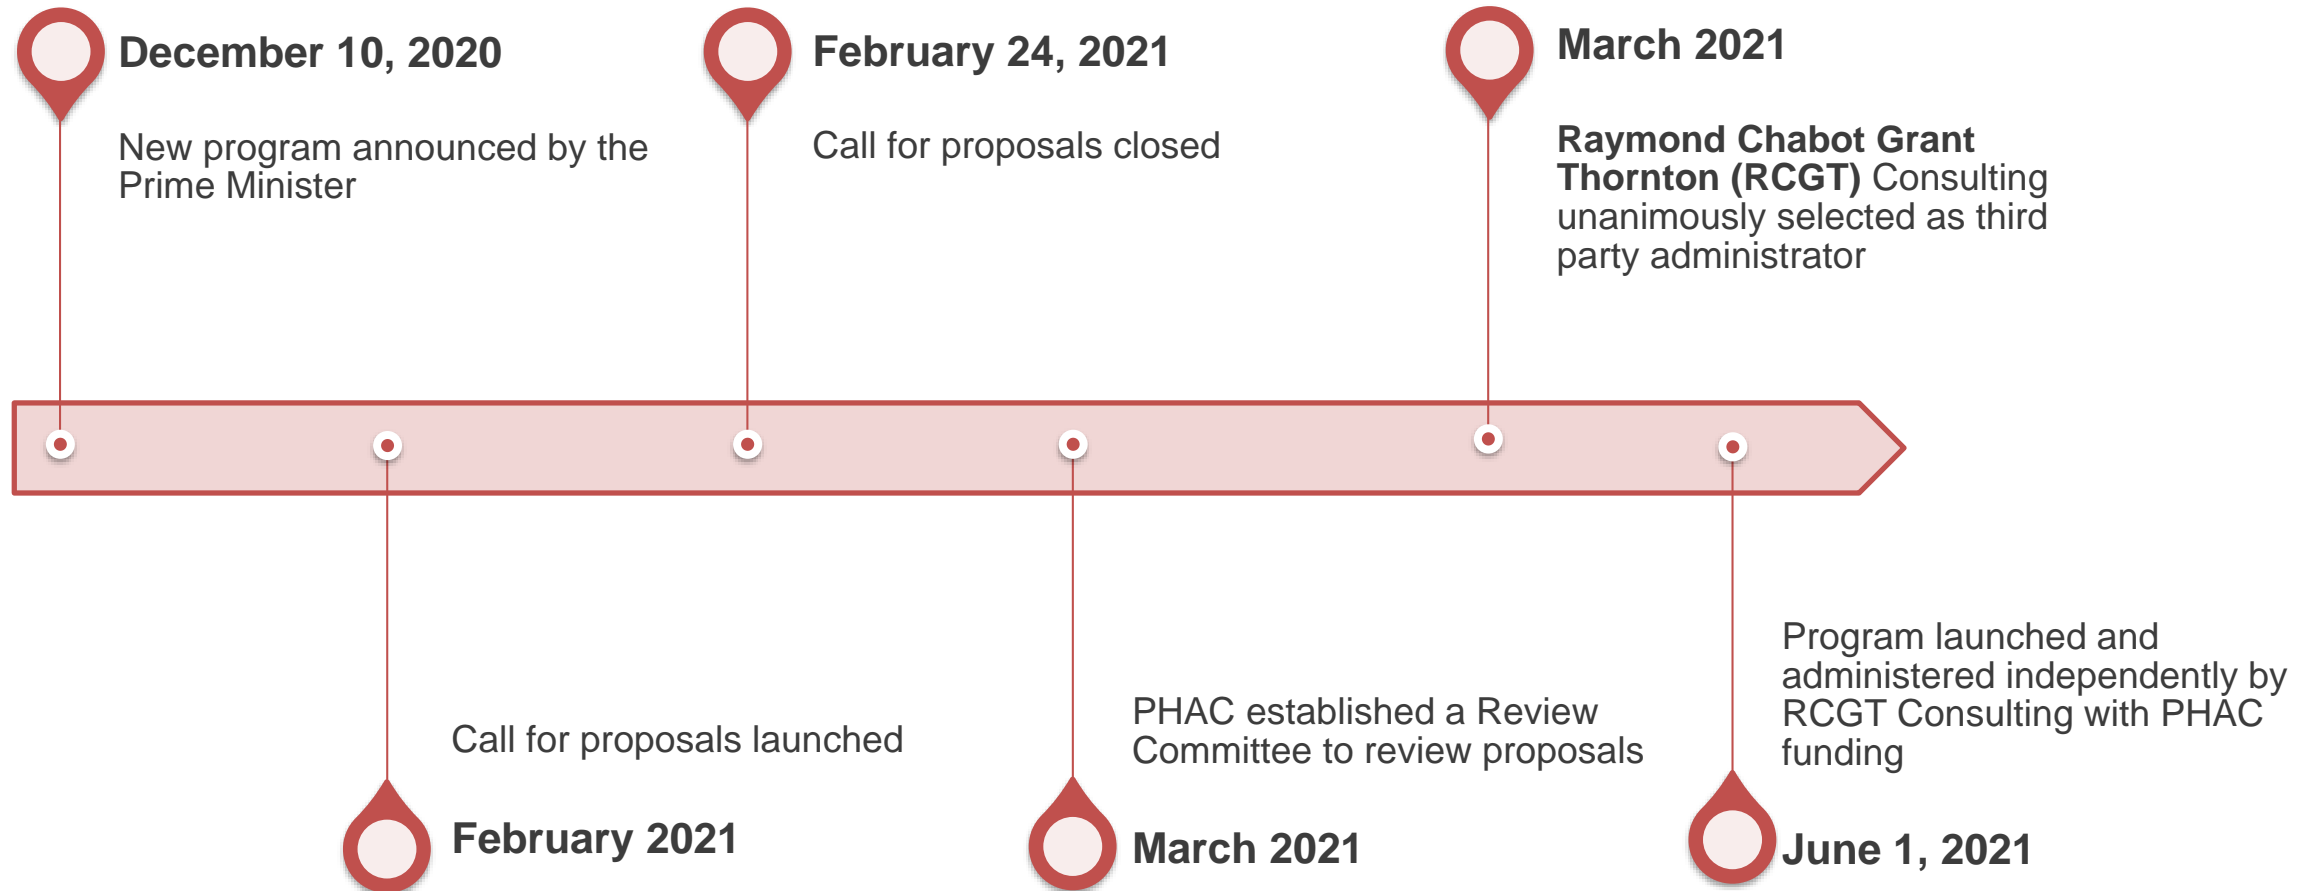 December 10, 2020
New program announced by the
Prime Minister
February 24, 2021
Call for proposals closed
March 2021
Raymond Chabot Grant
Thornton (RCGT) Consulting
unanimously selected as third
party administrator
Call for proposals launched
February 2021
PHAC established a Review
Committee to review proposals
March 2021
Program launched and
administered independently by
RCGT Consulting with PHAC
funding
June 1, 2021